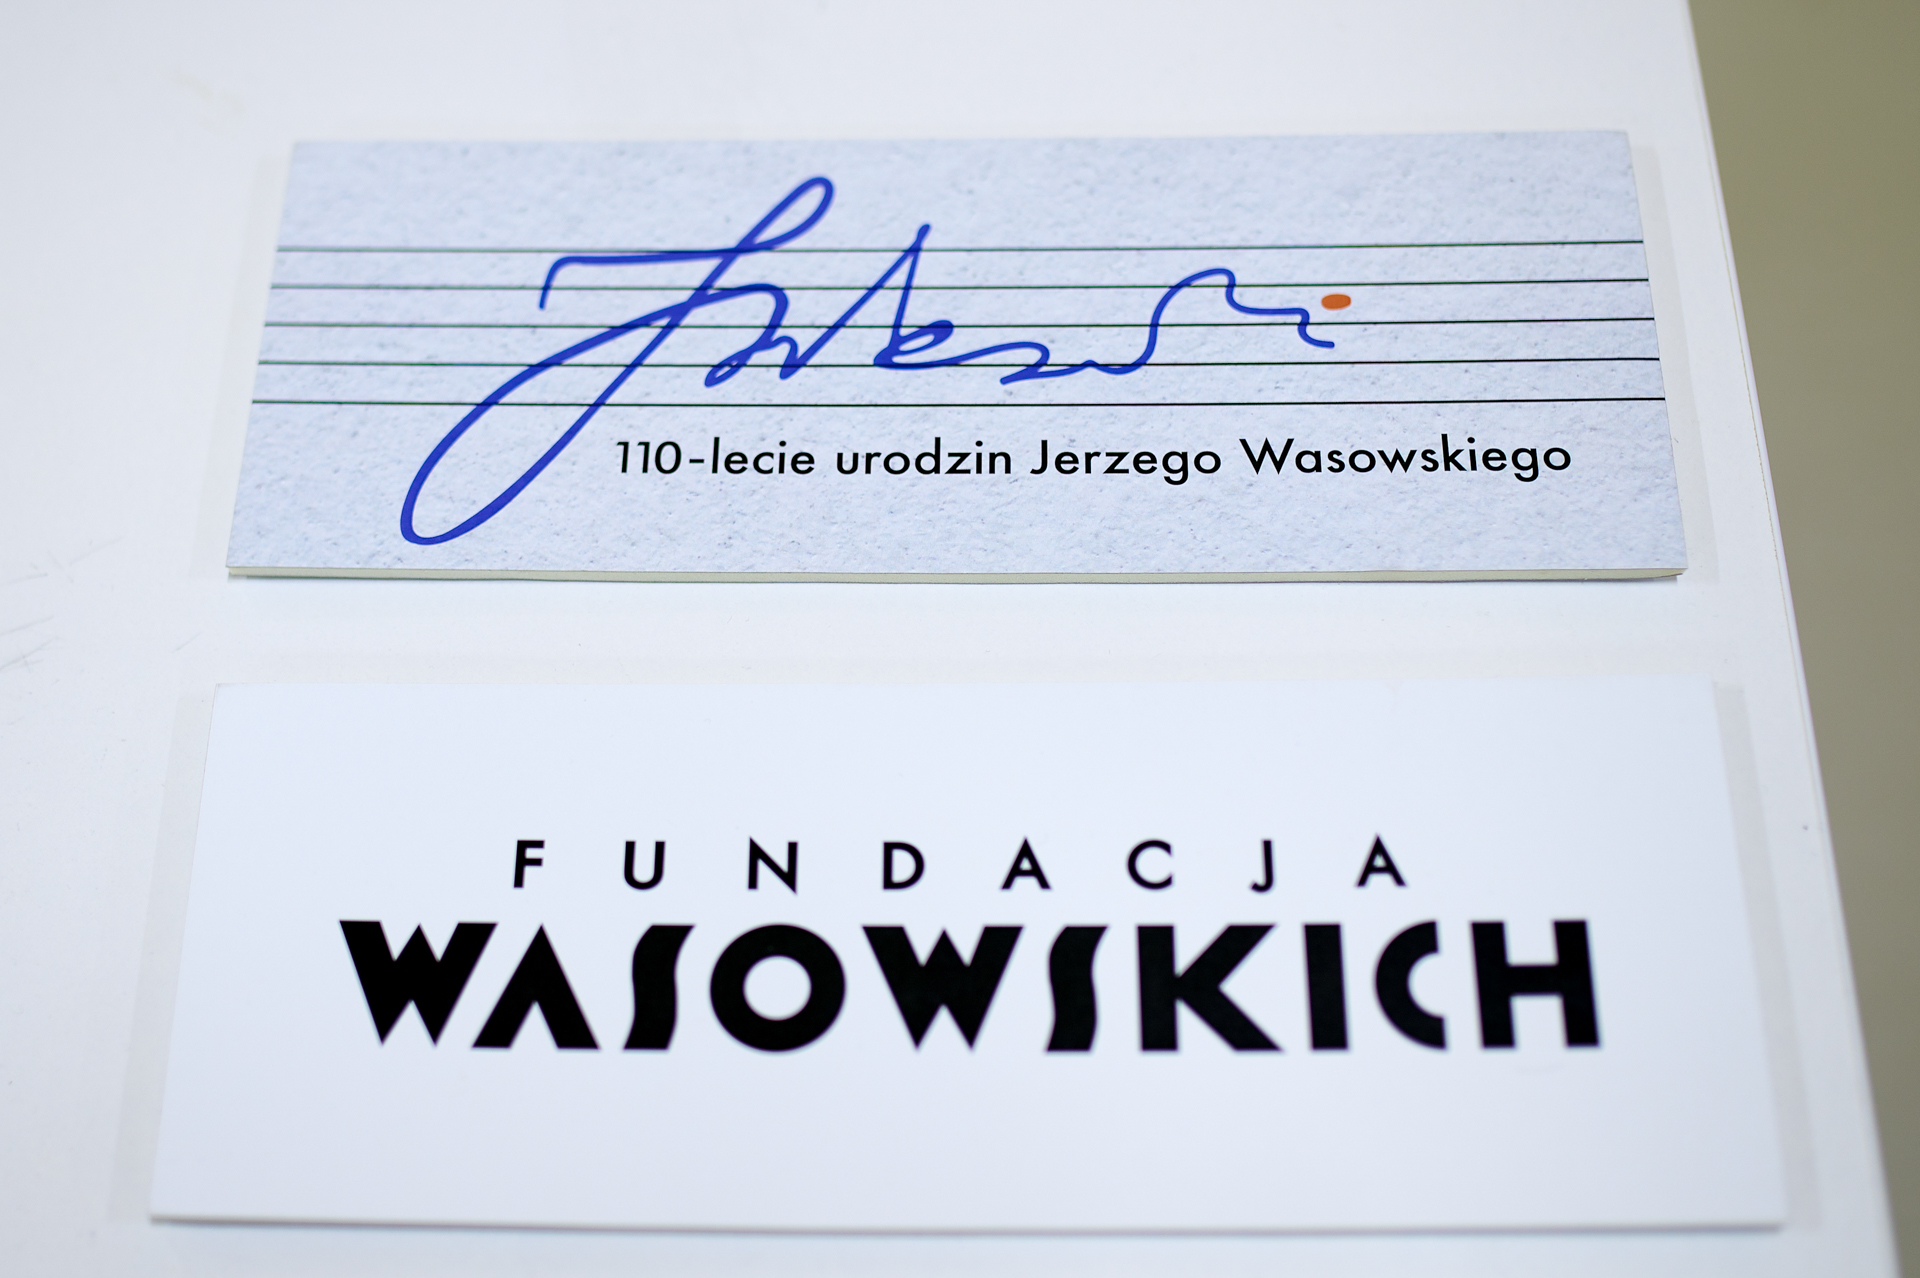 110-lecie urodzin Jerzego Wasowskiego
FUNDACJA
WASOWSKICH